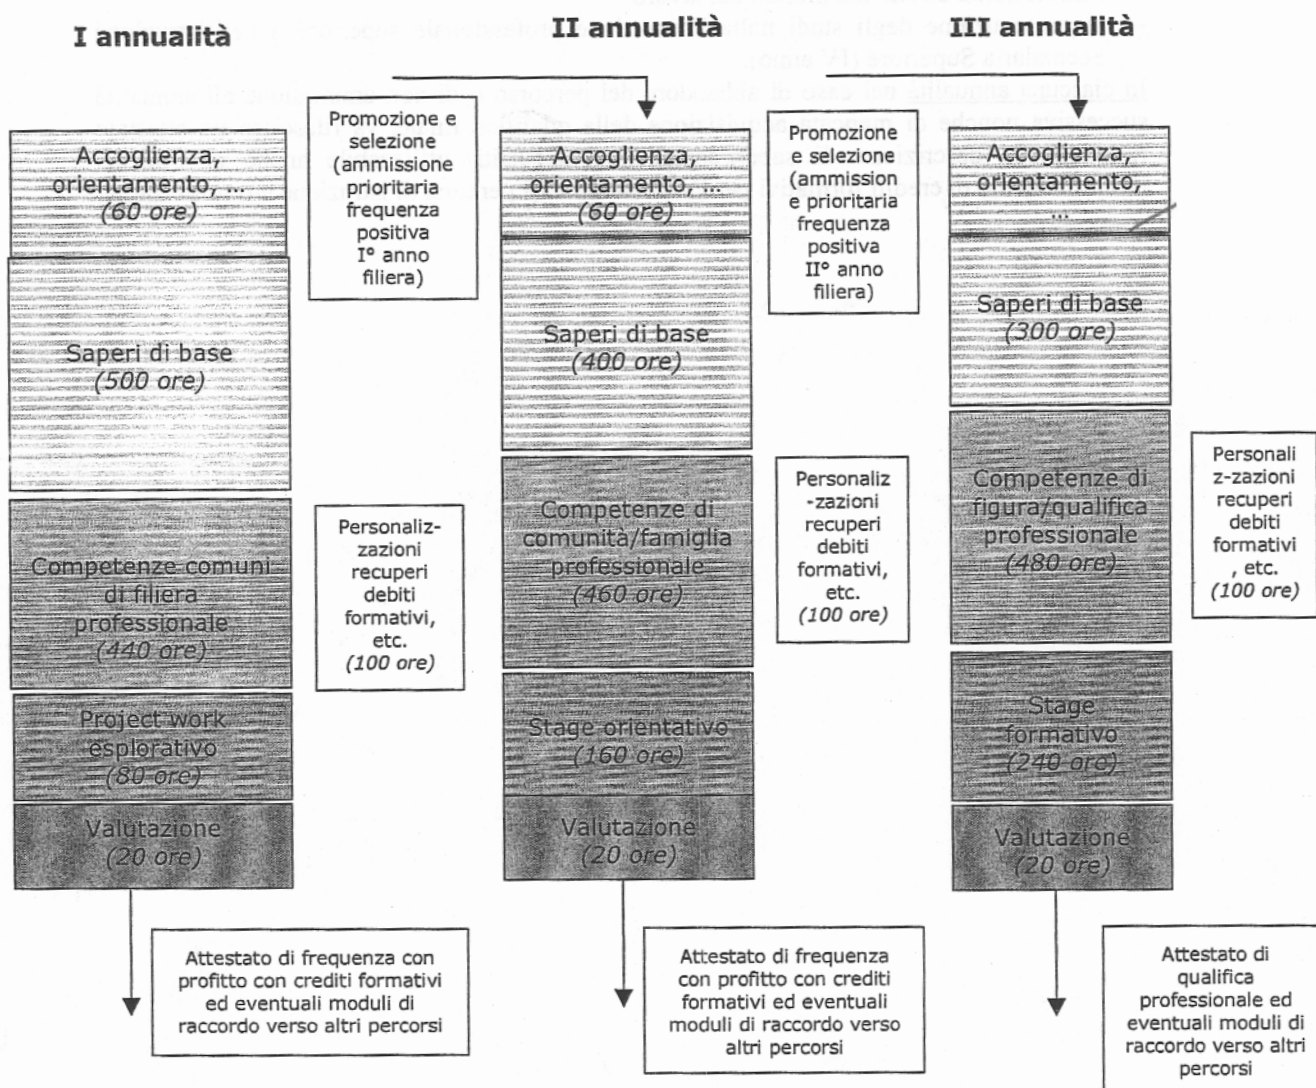 I annualità
II annualità
III annualità
Accoglienza,
orientamento, ...
(60 ore)
Saperi di base
(500 ore)
Competenze comuni
di filiera
professionale
(440 ore)
Project work
esplorativo
(80 ore)
Valutazione
(20 ore)
Attestato di frequenza con
profitto con crediti formativi
ed eventuali moduli di
raccordo verso altri percorsi
Promozione e
selezione
(ammissione
prioritaria
frequenza
positiva
I° anno
filiera)
Personaliz-
zazioni
recuperi
debiti
formativi,
etc.
(100 ore)
Accoglienza,
orientamento, ...
(60 ore)
Saperi di base
(400 ore)
Competenze di
comunità/famiglia
professionale
(460 ore)
Stage orientativo
(160 ore)
Valutazione
(20 ore)
Attestato di frequenza
con profitto con crediti
formativi ed eventuali
moduli di raccordo verso
altri percorsi
Promozione
e selezione
(ammission
e prioritaria
frequenza
positiva
II° anno
filiera)
Personaliz
-zazioni
recuperi
debiti
formativi,
etc.
(100 ore)
Accoglienza,
orientamento,
...
Saperi di base
(300 ore)
Competenze di
figura/qualifica
professionale
(480 ore)
Stage
formativo
(240 ore)
Valutazione
(20 ore)
Attestato di
qualifica
professionale ed
eventuali moduli di
raccordo verso altri
percorsi
Personali
z-zazioni
recuperi
debiti
formativi
, etc.
(100 ore)